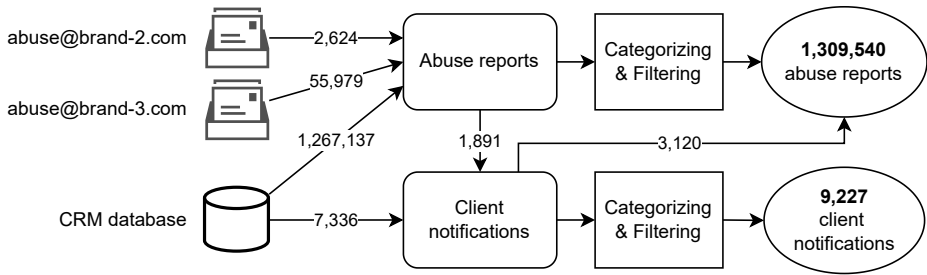 abuse@brand-2.com
2,624
Abuse reports
Categorizing
& Filtering
1,309,540
abuse reports
abuse@brand-3.com
55,979
1,267,137
1,891
3,120
CRM database
7,336
Client
notifications
Categorizing
& Filtering
9,227
client
notifications